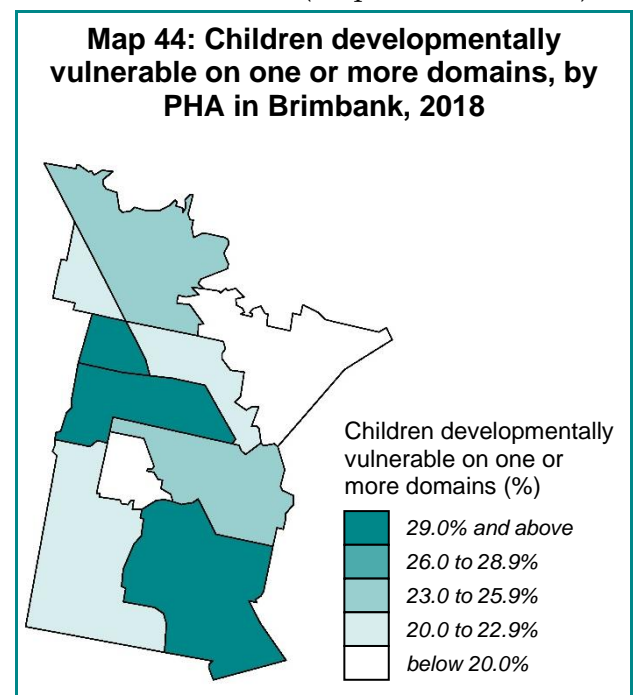 Map 44: Children developmentally
vulnerable on one or more domains, by
PHA in Brimbank, 2018
Children developmentally
vulnerable on one or
more domains (%)
29.0% and above
26.0 to 28.9%
23.0 to 25.9%
20.0 to 22.9%
below 20.0%